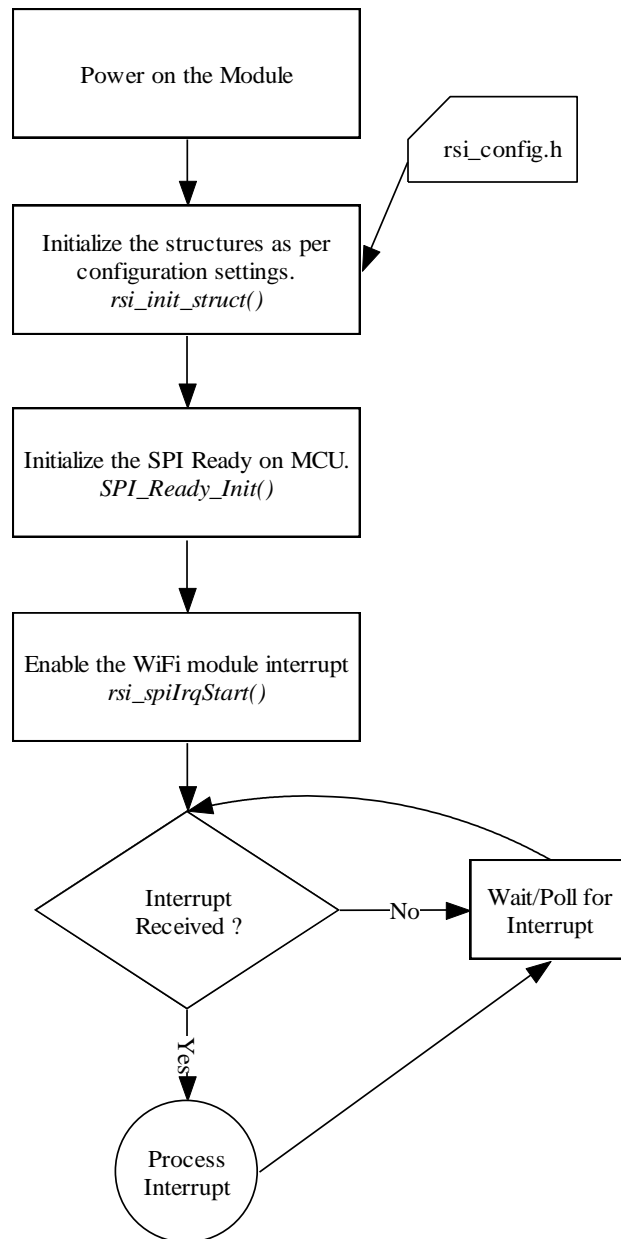 Power on the Module
rsi_config.h
Initialize the structures as per
configuration settings.
rsi_init_struct()
Initialize the SPI Ready on MCU.
SPI_Ready_Init()
Enable the WiFi module interrupt
rsi_spiIrqStart()
Interrupt
Received ?
No
Wait/Poll for
Interrupt
Yes
Process
Interrupt